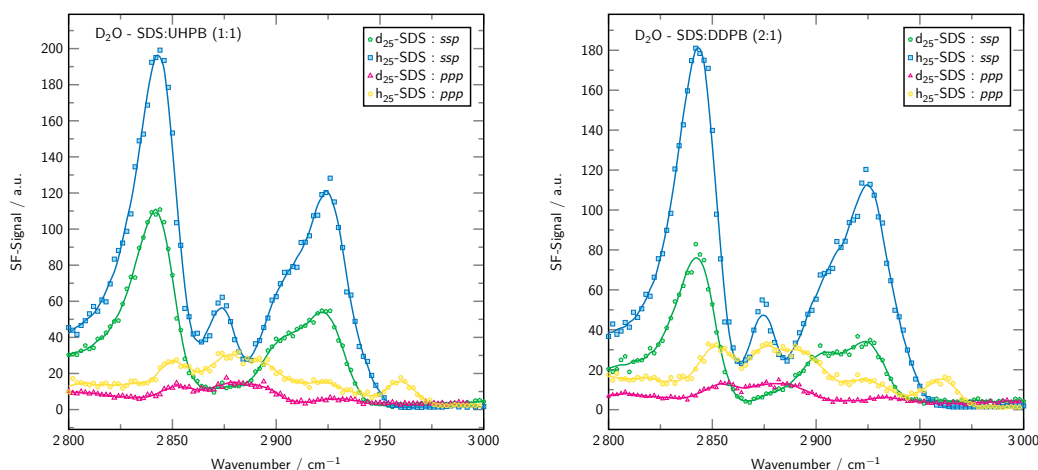 D₂O - SDS:UHPB (1:1)
d₂₅-SDS : ssp
h₂₅-SDS : ssp
d₂₅-SDS : ppp
h₂₅-SDS : ppp
200
180
160
140
120
100
80
60
40
20
0
SF-Signal / a.u.
2 800
2 850
2 900
2 950
3 000
Wavenumber / cm⁻¹
D₂O - SDS:DDPB (2:1)
d₂₅-SDS : ssp
h₂₅-SDS : ssp
d₂₅-SDS : ppp
h₂₅-SDS : ppp
180
160
140
120
100
80
60
40
20
0
SF-Signal / a.u.
2 800
2 850
2 900
2 950
3 000
Wavenumber / cm⁻¹